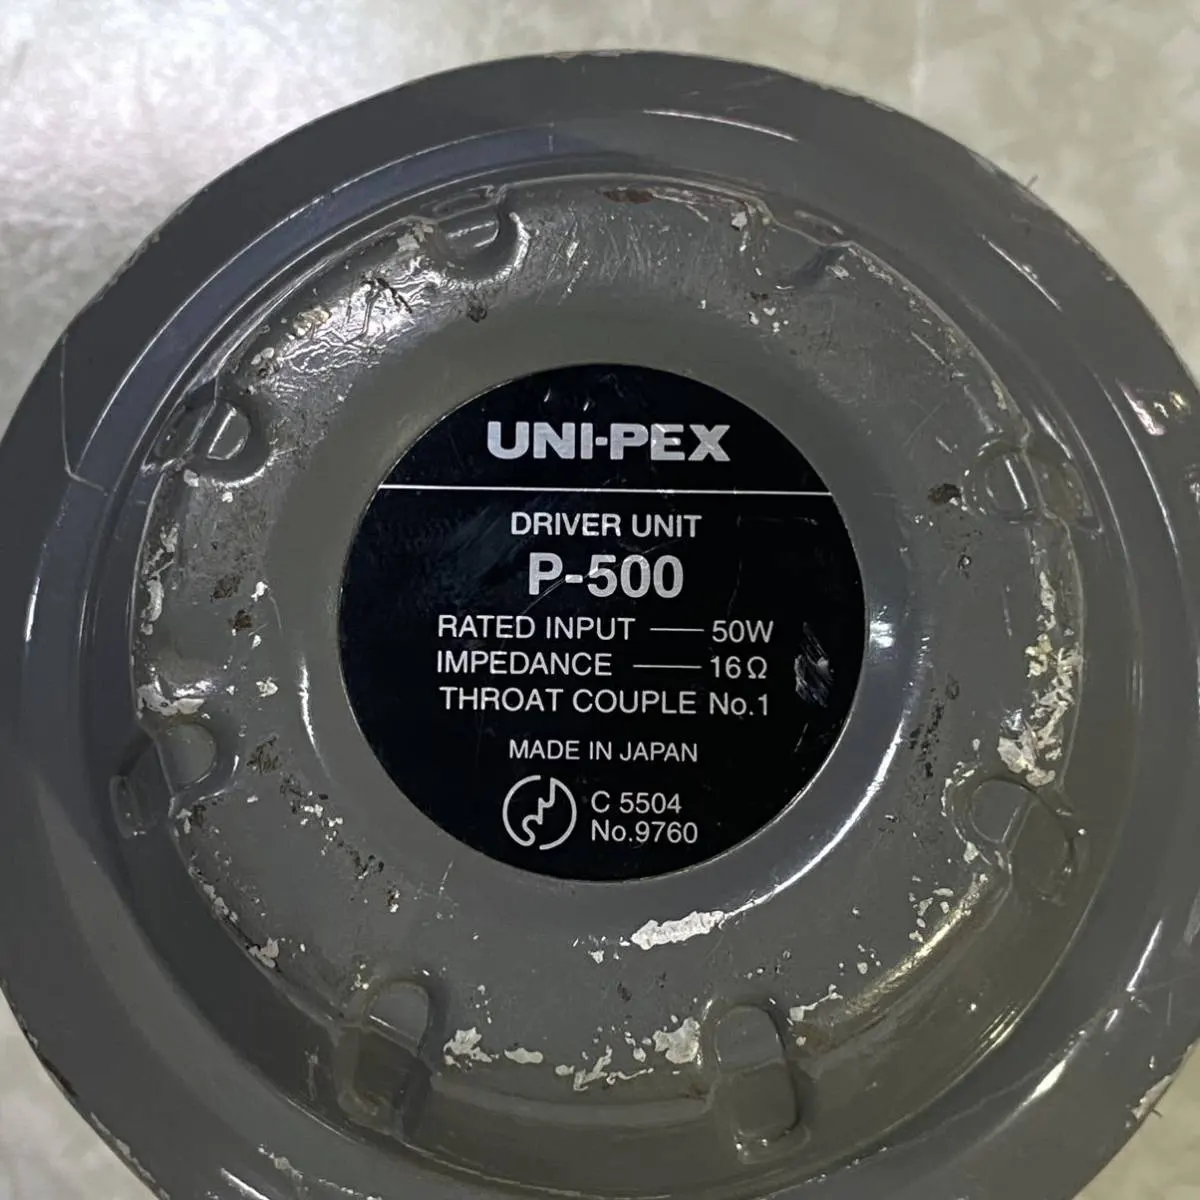 UNI-PEX
DRIVER UNIT
P-500
RATED INPUT — 50W
IMPEDANCE — 16Ω
THROAT COUPLE No.1
MADE IN JAPAN
C 5504
No.9760